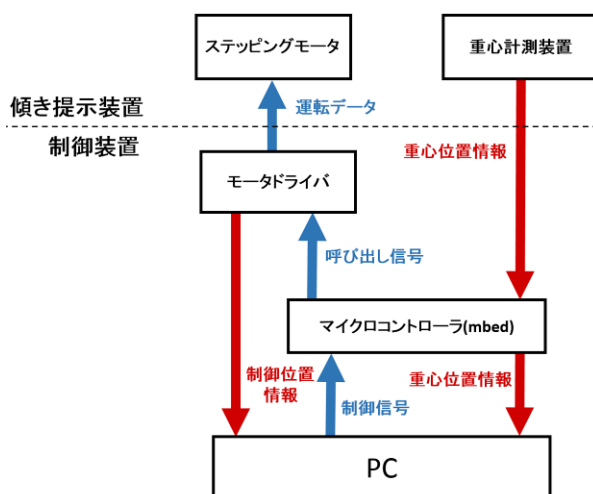 ステッピングモータ
重心計測装置
傾き提示装置
運転データ
制御装置
重心位置情報
モータドライバ
呼び出し信号
マイクロコントローラ(mbed)
制御位置
情報
重心位置情報
制御信号
PC